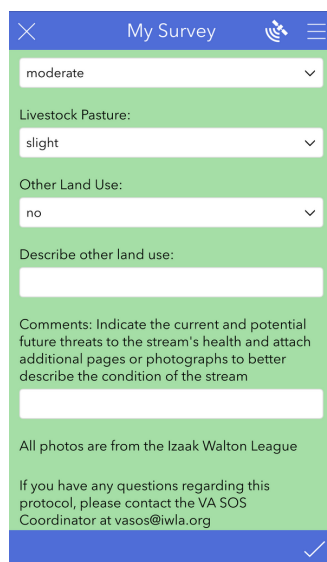 My Survey
moderate
Livestock Pasture:
slight
Other Land Use:
no
Describe other land use:
Comments: Indicate the current and potential
future threats to the stream's health and attach
additional pages or photographs to better
describe the condition of the stream
All photos are from the Izaak Walton League
If you have any questions regarding this
protocol, please contact the VA SOS
Coordinator at vasos@iwla.org